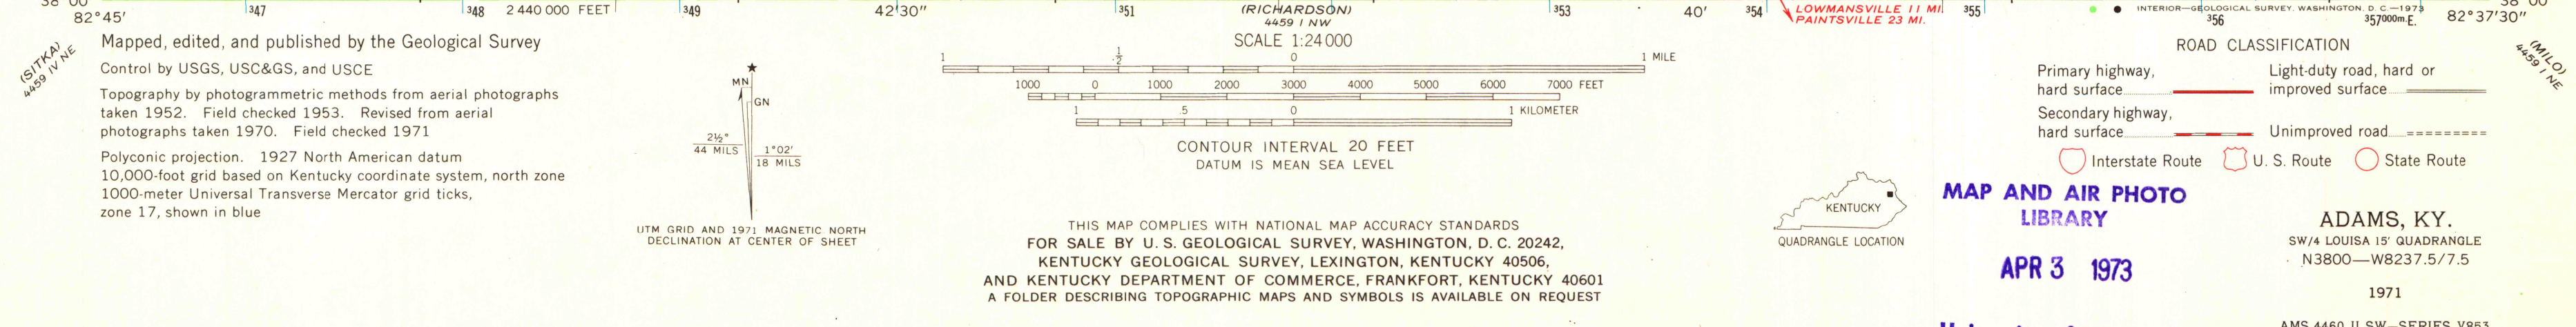 38°00'
82°45'
347
348
2 440 000 FEET
349
42'30"
351
(RICHARDSON)
4459 I NW
353
40'
354
LOWMANSVILLE 11 MI.
PAINTSVILLE 23 MI.
355
INTERIOR—GEOLOGICAL SURVEY, WASHINGTON, D. C.—1973
356
357000m.E.
38°00'
82°37'30"
(SITKA)
4459 IV NE
(MILO)
4459 I NE
Mapped, edited, and published by the Geological Survey
Control by USGS, USC&GS, and USCE
Topography by photogrammetric methods from aerial photographs
taken 1952. Field checked 1953. Revised from aerial
photographs taken 1970. Field checked 1971
Polyconic projection. 1927 North American datum
10,000-foot grid based on Kentucky coordinate system, north zone
1000-meter Universal Transverse Mercator grid ticks,
zone 17, shown in blue
MN
GN
2½°
44 MILS
1°02'
18 MILS
UTM GRID AND 1971 MAGNETIC NORTH
DECLINATION AT CENTER OF SHEET
SCALE 1:24 000
1 ½ 0 1 MILE
1000 0 1000 2000 3000 4000 5000 6000 7000 FEET
1 .5 0 1 KILOMETER
CONTOUR INTERVAL 20 FEET
DATUM IS MEAN SEA LEVEL
THIS MAP COMPLIES WITH NATIONAL MAP ACCURACY STANDARDS
FOR SALE BY U. S. GEOLOGICAL SURVEY, WASHINGTON, D. C. 20242,
KENTUCKY GEOLOGICAL SURVEY, LEXINGTON, KENTUCKY 40506,
AND KENTUCKY DEPARTMENT OF COMMERCE, FRANKFORT, KENTUCKY 40601
A FOLDER DESCRIBING TOPOGRAPHIC MAPS AND SYMBOLS IS AVAILABLE ON REQUEST
KENTUCKY
QUADRANGLE LOCATION
ROAD CLASSIFICATION
Primary highway,
hard surface
Light-duty road, hard or
improved surface
Secondary highway,
hard surface
Unimproved road
Interstate Route
U. S. Route
State Route
MAP AND AIR PHOTO
LIBRARY
APR 3 1973
ADAMS, KY.
SW/4 LOUISA 15' QUADRANGLE
N3800—W8237.5/7.5
1971
AMS 4460 II SW—SERIES V853